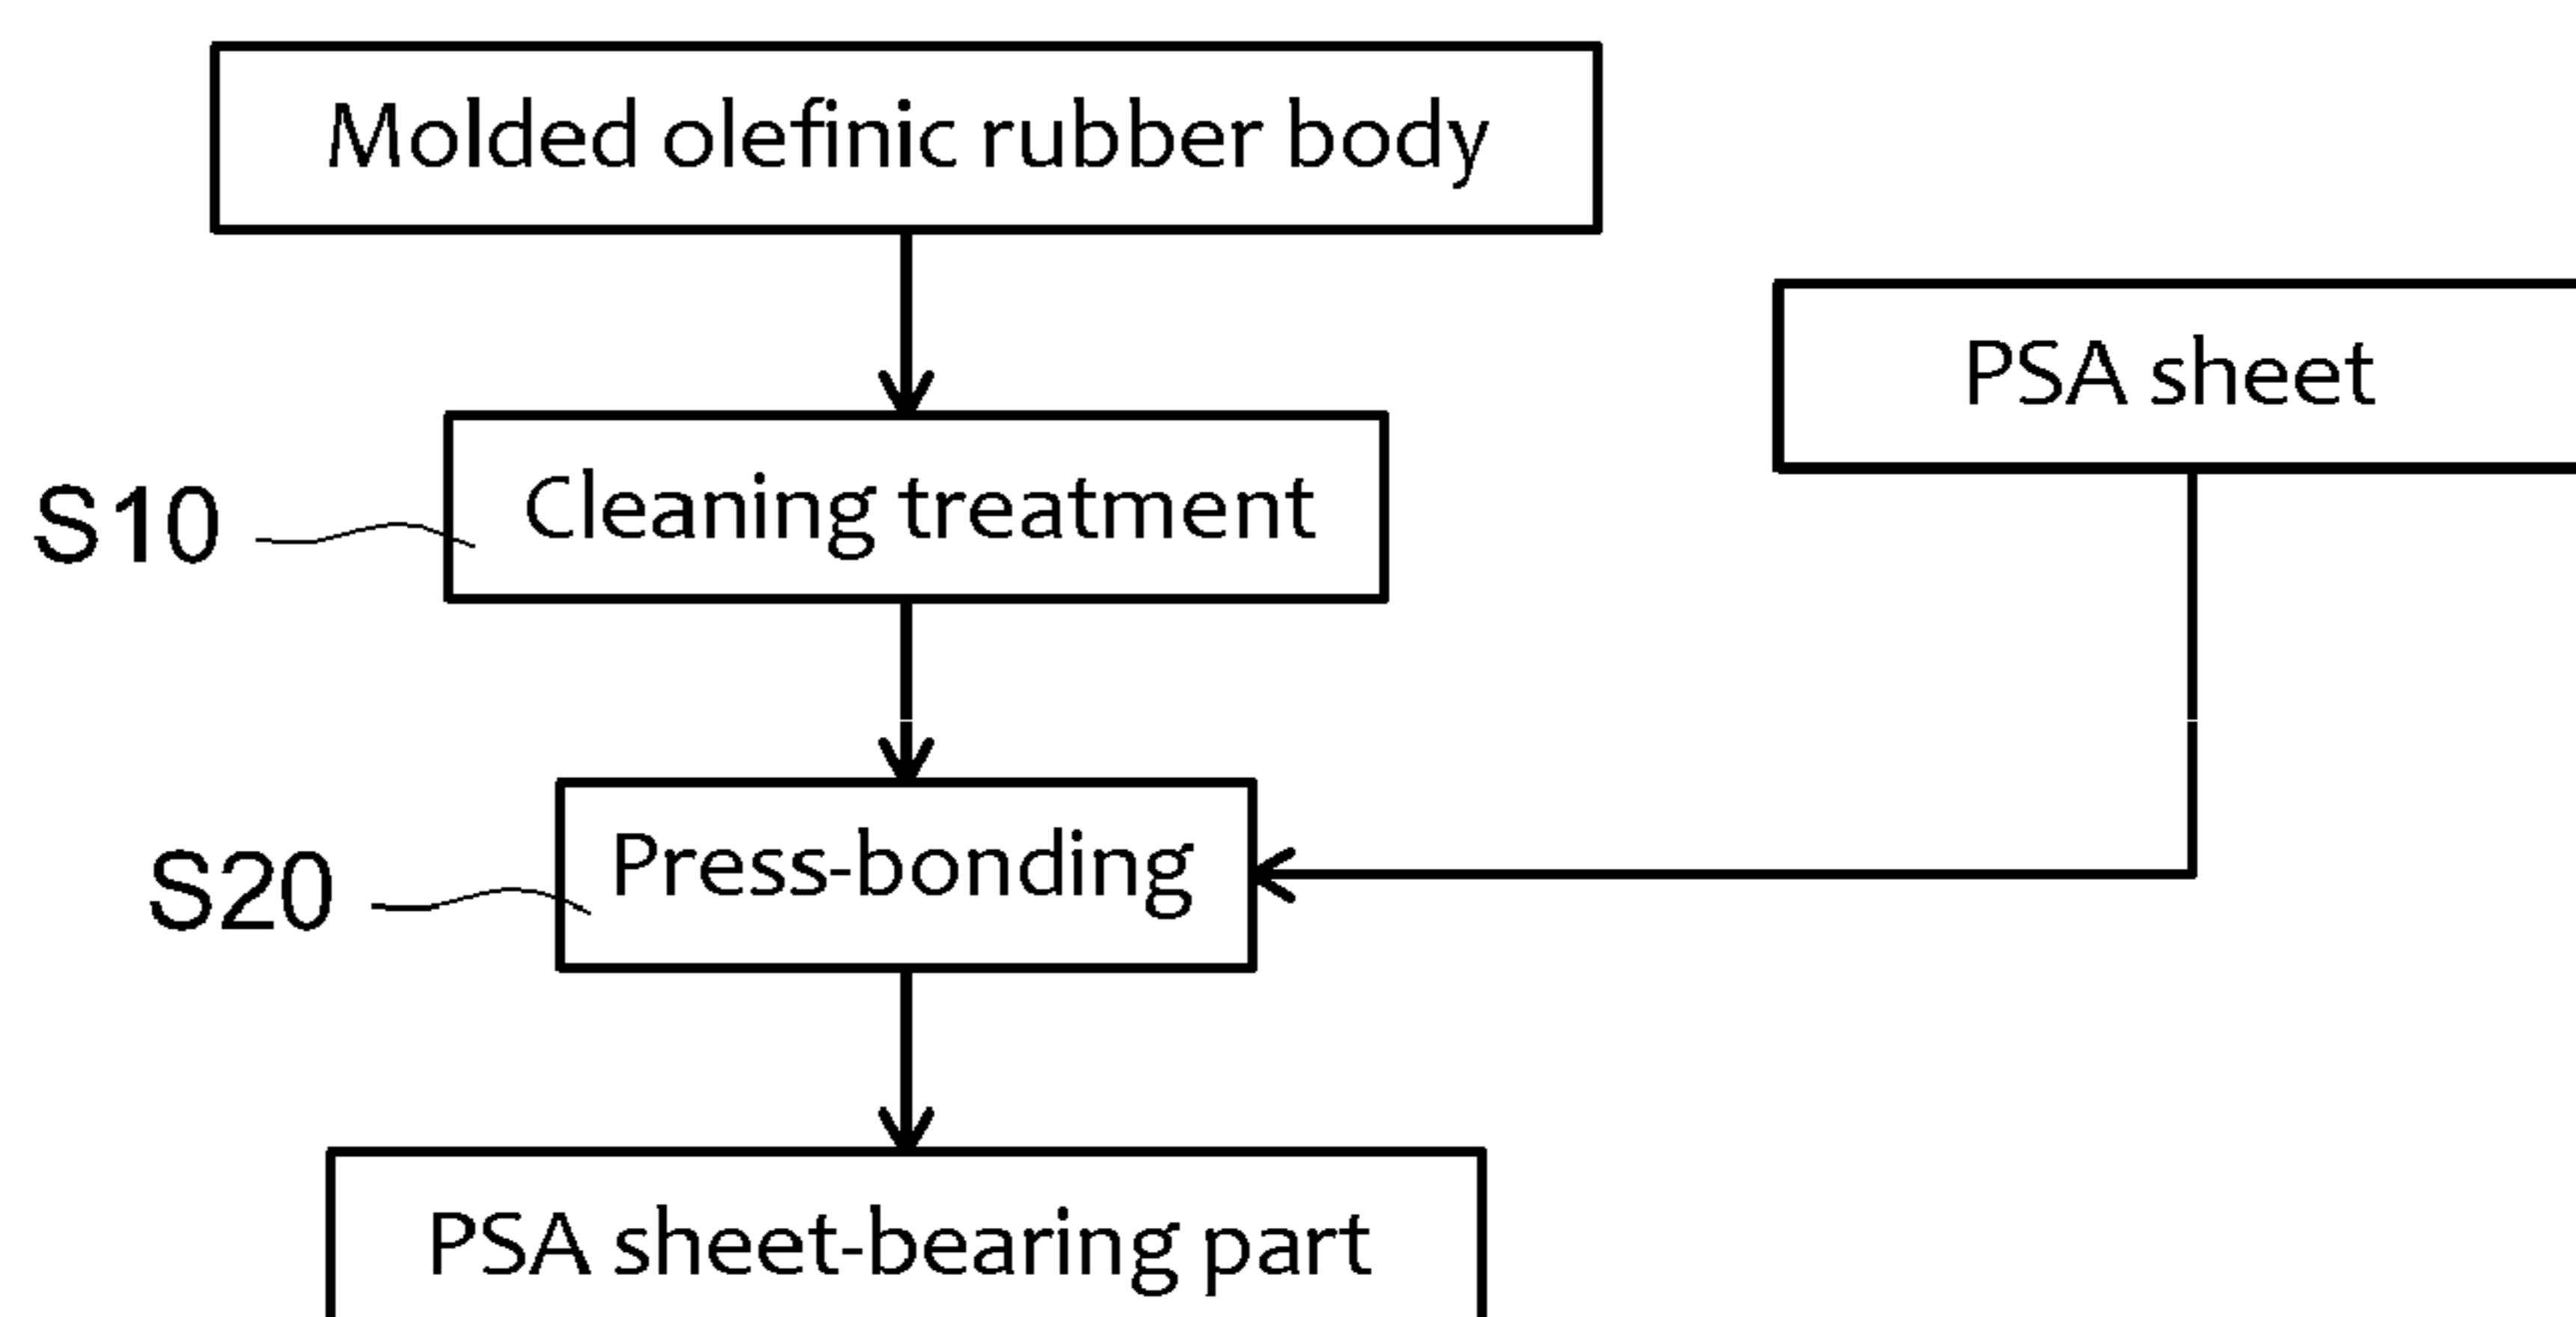 Molded olefinic rubber body
PSA sheet
S10
Cleaning treatment
S20
Press-bonding
PSA sheet-bearing part